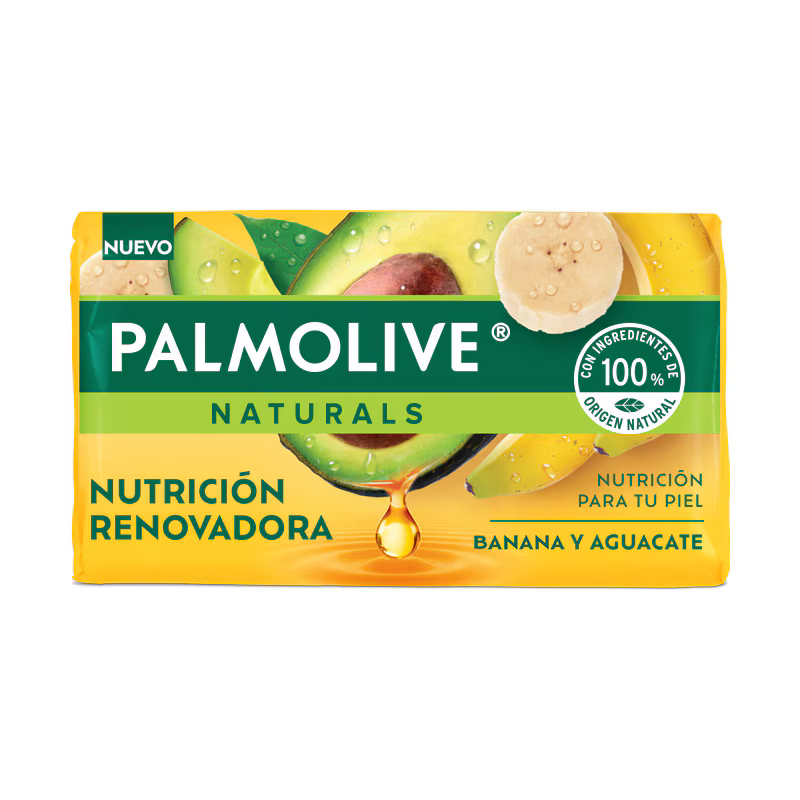 NUEVO
PALMOLIVE®
NATURALS
CON INGREDIENTES DE
100%
ORIGEN NATURAL
NUTRICIÓN
RENOVADORA
NUTRICIÓN
PARA TU PIEL
BANANA Y AGUACATE